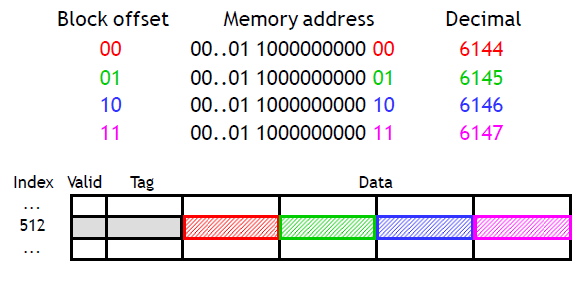 Block offset Memory address Decimal
00 00..01 1000000000 00 6144
01 00..01 1000000000 01 6145
10 00..01 1000000000 10 6146
11 00..01 1000000000 11 6147
Index Valid Tag Data
...
512
...